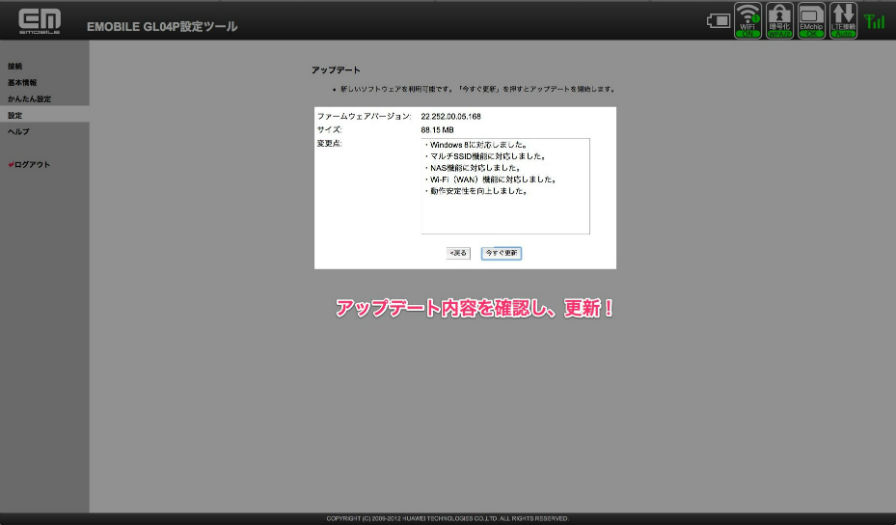 EM
EMOBILE
EMOBILE GL04P設定ツール
WiFi
ON
暗号化
WPA/2
EMchip
OK
LTE接続
Auto
接続
基本情報
かんたん設定
設定
ヘルプ
ログアウト
アップデート
• 新しいソフトウェアを利用可能です。「今すぐ更新」を押すとアップデートを開始します。
ファームウェアバージョン: 22.252.00.05.168
サイズ: 88.15 MB
変更点:
・Windows 8に対応しました。
・マルチSSID機能に対応しました。
・NAS機能に対応しました。
・Wi-Fi（WAN）機能に対応しました。
・動作安定性を向上しました。
<戻る 今すぐ更新
アップデート内容を確認し、更新！
COPYRIGHT (C) 2006-2012 HUAWEI TECHNOLOGIES CO.,LTD. ALL RIGHTS RESERVED.